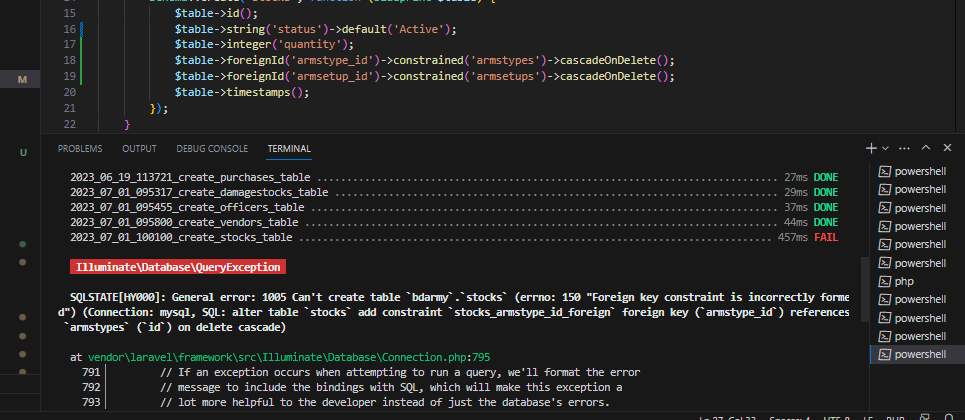 15 $table->id();
16 $table->string('status')->default('Active');
17 $table->integer('quantity');
18 $table->foreignId('armstype_id')->constrained('armstypes')->cascadeOnDelete();
19 $table->foreignId('armsetup_id')->constrained('armsetups')->cascadeOnDelete();
M
20 $table->timestamps();
21 });
22 }
U
PROBLEMS OUTPUT DEBUG CONSOLE TERMINAL
2023_06_19_113721_create_purchases_table ........ 27ms DONE
2023_07_01_095317_create_damagestocks_table ........ 29ms DONE
2023_07_01_095455_create_officers_table ........ 37ms DONE
2023_07_01_095800_create_vendors_table ........ 44ms DONE
2023_07_01_100100_create_stocks_table ........ 457ms FAIL
Illuminate\Database\QueryException
SQLSTATE[HY000]: General error: 1005 Can't create table `bdarmy`.`stocks` (errno: 150 "Foreign key constraint is incorrectly forme
d") (Connection: mysql, SQL: alter table `stocks` add constraint `stocks_armstype_id_foreign` foreign key (`armstype_id`) references
`armstypes` (`id`) on delete cascade)
at vendor\laravel\framework\src\Illuminate\Database\Connection.php:795
791 // If an exception occurs when attempting to run a query, we'll format the error
792 // message to include the bindings with SQL, which will make this exception a
793 // lot more helpful to the developer instead of just the database's errors.
powershell
powershell
powershell
powershell
powershell
powershell
php
powershell
powershell
powershell
powershell